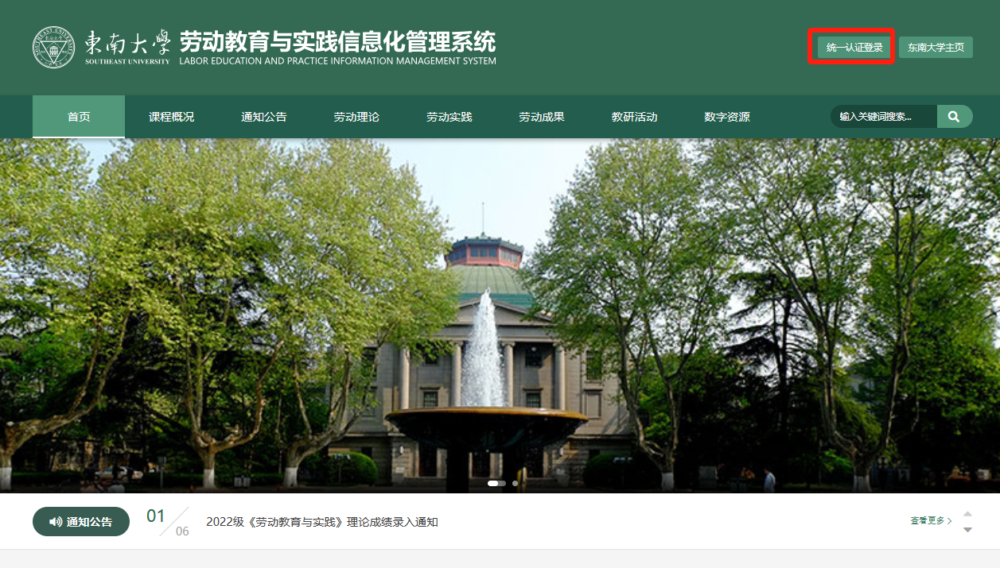 SOUTHEAST UNIVERSITY
東南大學
SOUTHEAST UNIVERSITY
劳动教育与实践信息化管理系统
LABOR EDUCATION AND PRACTICE INFORMATION MANAGEMENT SYSTEM
统一认证登录
东南大学主页
首页
课程概况
通知公告
劳动理论
劳动实践
劳动成果
教研活动
数字资源
输入关键词搜索...
通知公告
01
06
2022级《劳动教育与实践》理论成绩录入通知
查看更多